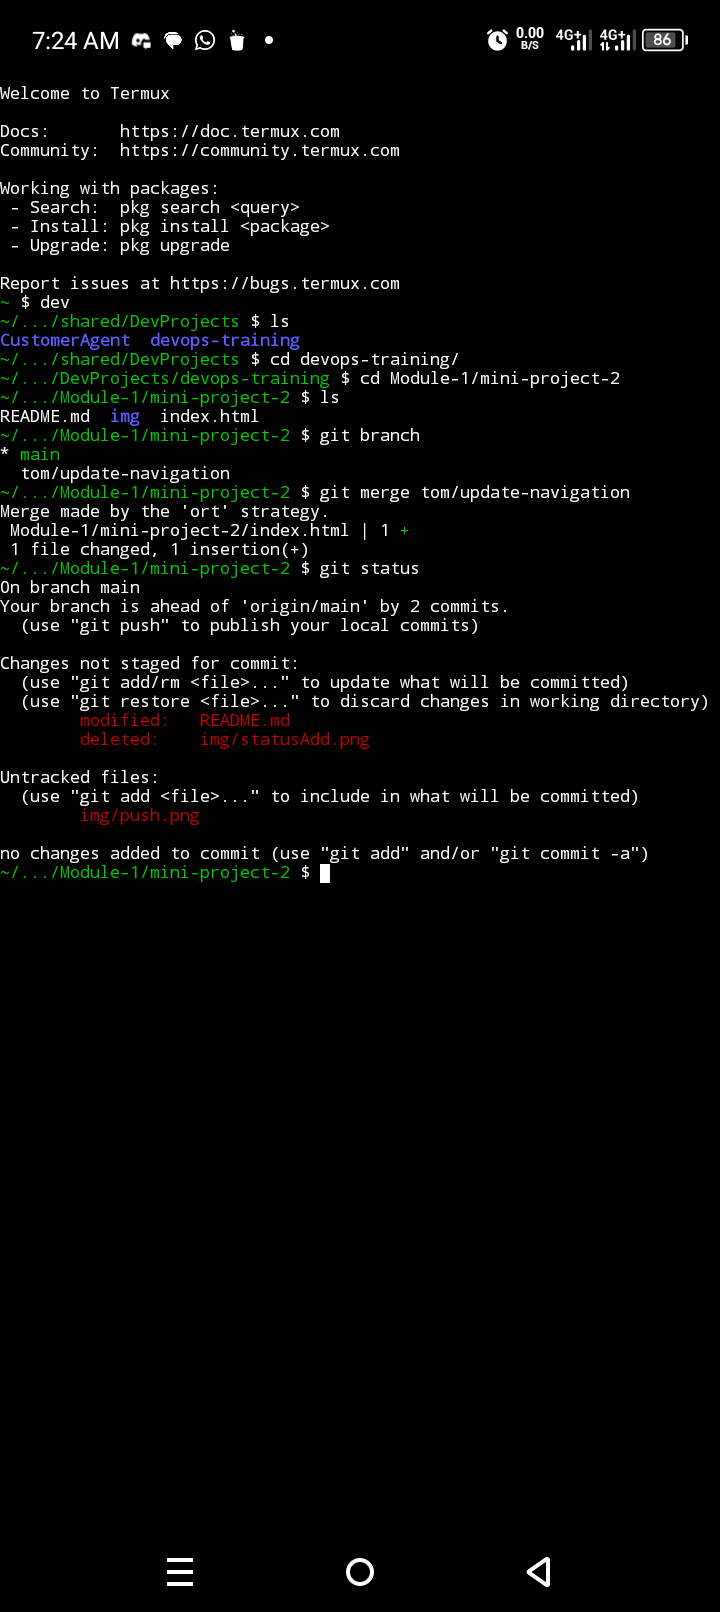 7:24 AM 0.00 B/S 4G+ 4G+ 86
Welcome to Termux
Docs:       https://doc.termux.com
Community:  https://community.termux.com
Working with packages:
 - Search:  pkg search <query>
 - Install: pkg install <package>
 - Upgrade: pkg upgrade
Report issues at https://bugs.termux.com
~ $ dev
~/.../shared/DevProjects $ ls
CustomerAgent  devops-training
~/.../shared/DevProjects $ cd devops-training/
~/.../DevProjects/devops-training $ cd Module-1/mini-project-2
~/.../Module-1/mini-project-2 $ ls
README.md  img  index.html
~/.../Module-1/mini-project-2 $ git branch
* main
  tom/update-navigation
~/.../Module-1/mini-project-2 $ git merge tom/update-navigation
Merge made by the 'ort' strategy.
 Module-1/mini-project-2/index.html | 1 +
 1 file changed, 1 insertion(+)
~/.../Module-1/mini-project-2 $ git status
On branch main
Your branch is ahead of 'origin/main' by 2 commits.
  (use "git push" to publish your local commits)
Changes not staged for commit:
  (use "git add/rm <file>..." to update what will be committed)
  (use "git restore <file>..." to discard changes in working directory)
        modified:   README.md
        deleted:    img/statusAdd.png
Untracked files:
  (use "git add <file>..." to include in what will be committed)
        img/push.png
no changes added to commit (use "git add" and/or "git commit -a")
~/.../Module-1/mini-project-2 $